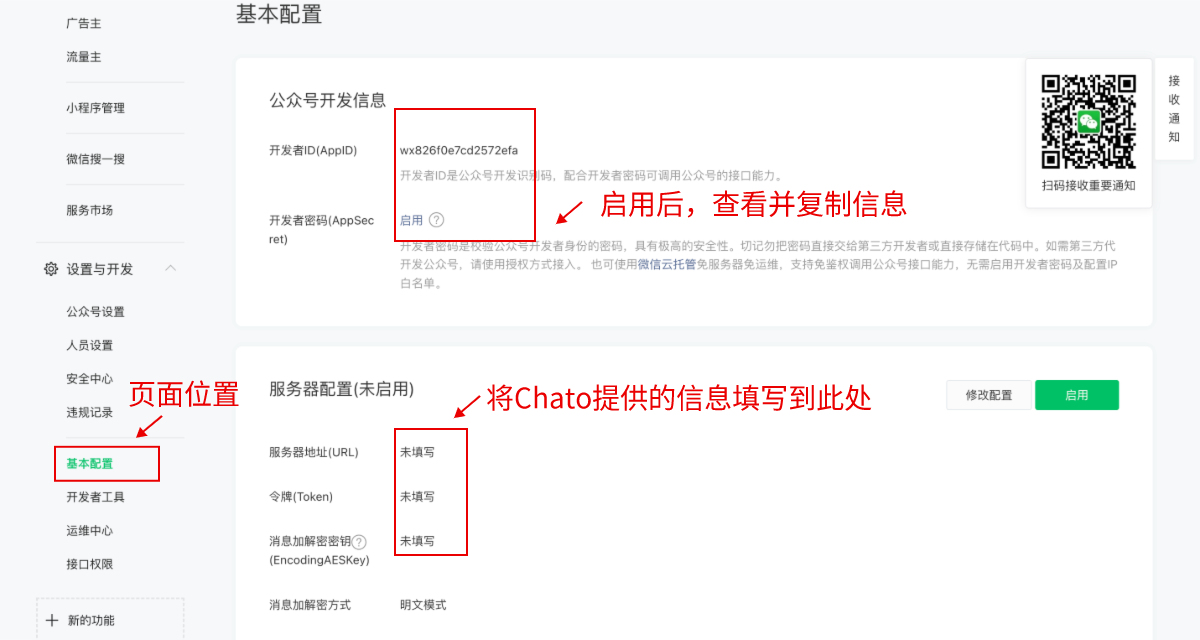 广告主
流量主
小程序管理
微信搜一搜
服务市场
设置与开发
公众号设置
人员设置
安全中心
违规记录
页面位置
基本配置
开发者工具
运维中心
接口权限
新的功能
基本配置
公众号开发信息
开发者ID(AppID)
wx826f0e7cd2572efa
开发者ID是公众号开发识别码，配合开发者密码可调用公众号的接口能力。
启用后，查看并复制信息
开发者密码(AppSec
ret)
启用 ?
开发者密码是校验公众号开发者身份的密码，具有极高的安全性。切记勿把密码直接交给第三方开发者或直接存储在代码中。如需第三方代
开发公众号，请使用授权方式接入。 也可使用微信云托管免服务器免运维，支持免鉴权调用公众号接口能力，无需启用开发者密码及配置IP
白名单。
扫码接收重要通知
接
收
通
知
服务器配置(未启用)
将Chato提供的信息填写到此处
修改配置
启用
服务器地址(URL)
未填写
令牌(Token)
未填写
消息加解密密钥?
(EncodingAESKey)
未填写
消息加解密方式
明文模式